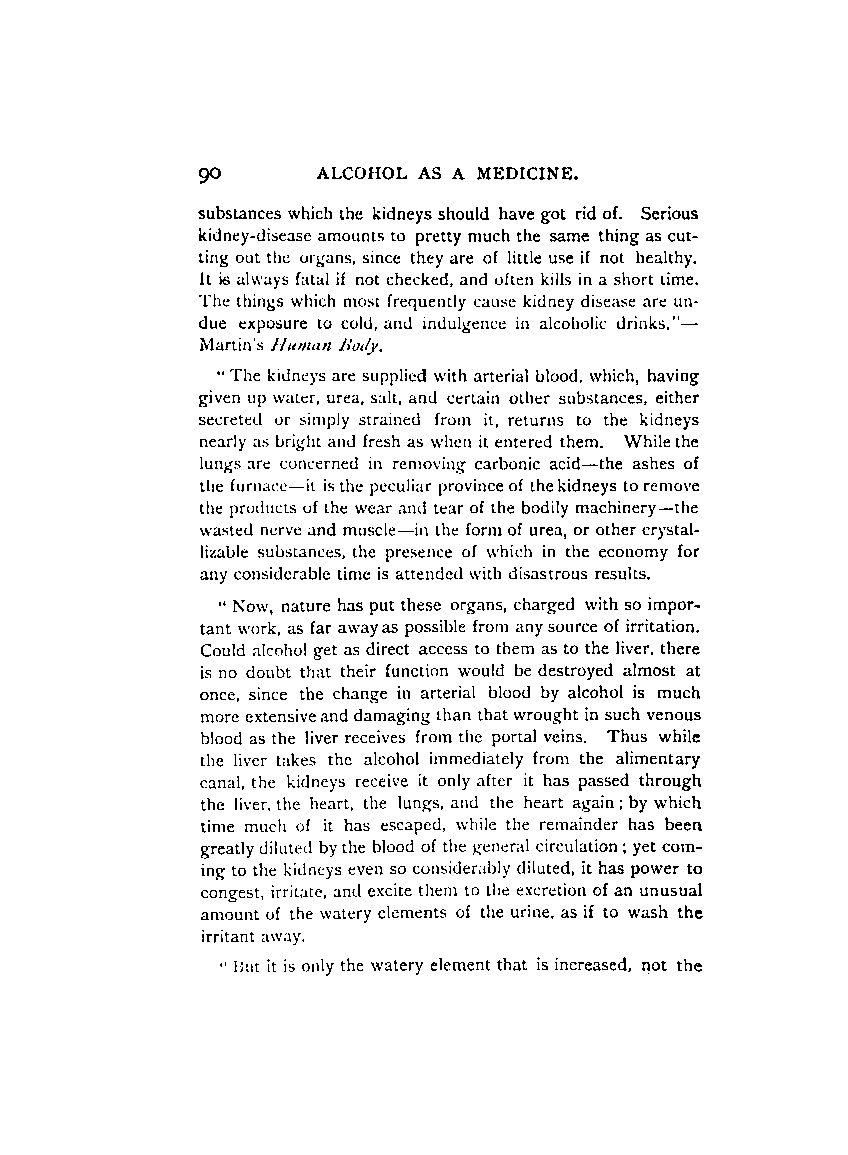 90 ALCOHOL AS A MEDICINE.
substances which the kidneys should have got rid of. Serious
kidney-disease amounts to pretty much the same thing as cut-
ting out the organs, since they are of little use if not healthy.
It is always fatal if not checked, and often kills in a short time.
The things which most frequently cause kidney disease are un-
due exposure to cold, and indulgence in alcoholic drinks."—
Martin's Human Body.
"The kidneys are supplied with arterial blood, which, having
given up water, urea, salt, and certain other substances, either
secreted or simply strained from it, returns to the kidneys
nearly as bright and fresh as when it entered them. While the
lungs are concerned in removing carbonic acid—the ashes of
the furnace—it is the peculiar province of the kidneys to remove
the products of the wear and tear of the bodily machinery—the
wasted nerve and muscle—in the form of urea, or other crystal-
lizable substances, the presence of which in the economy for
any considerable time is attended with disastrous results.
"Now, nature has put these organs, charged with so impor-
tant work, as far away as possible from any source of irritation.
Could alcohol get as direct access to them as to the liver, there
is no doubt that their function would be destroyed almost at
once, since the change in arterial blood by alcohol is much
more extensive and damaging than that wrought in such venous
blood as the liver receives from the portal veins. Thus while
the liver takes the alcohol immediately from the alimentary
canal, the kidneys receive it only after it has passed through
the liver, the heart, the lungs, and the heart again; by which
time much of it has escaped, while the remainder has been
greatly diluted by the blood of the general circulation; yet com-
ing to the kidneys even so considerably diluted, it has power to
congest, irritate, and excite them to the excretion of an unusual
amount of the watery elements of the urine, as if to wash the
irritant away.
"But it is only the watery element that is increased, not the